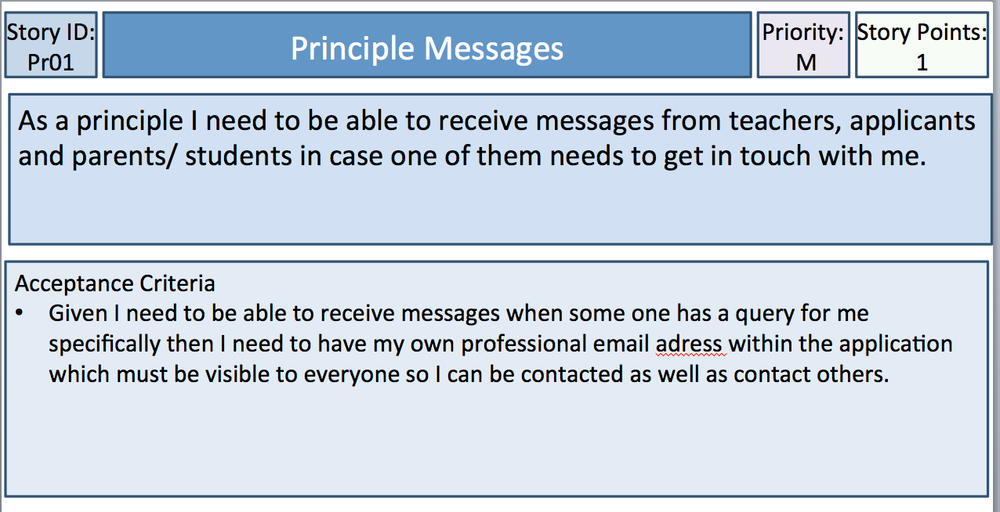 Story ID:
Pr01
Principle Messages
Priority:
M
Story Points:
1
As a principle I need to be able to receive messages from teachers, applicants
and parents/ students in case one of them needs to get in touch with me.
Acceptance Criteria
• Given I need to be able to receive messages when some one has a query for me
specifically then I need to have my own professional email adress within the application
which must be visible to everyone so I can be contacted as well as contact others.